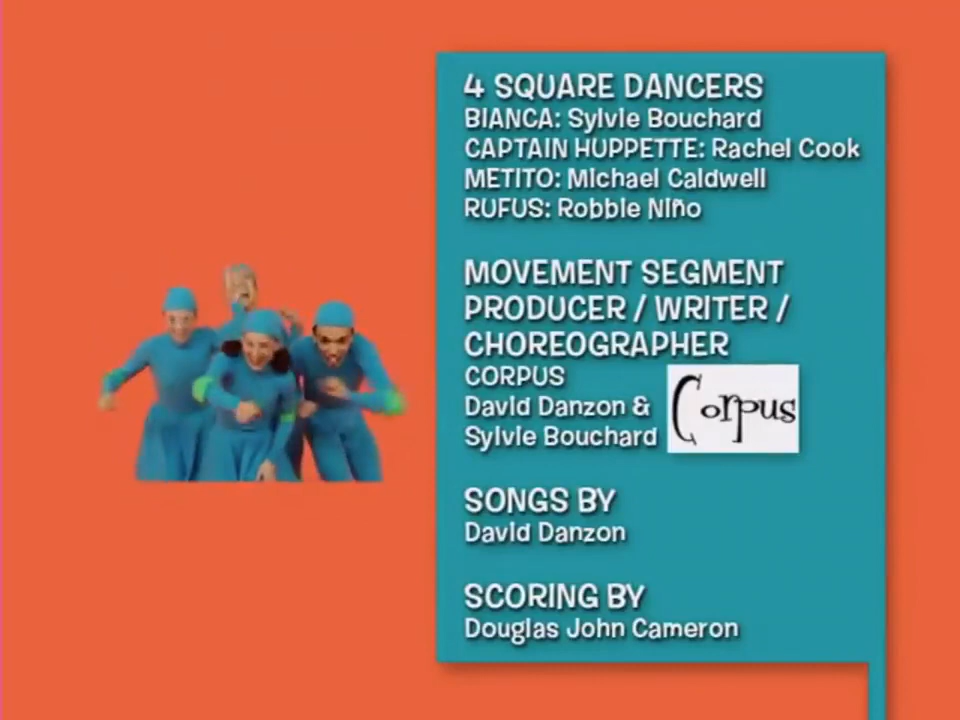 4 SQUARE DANCERS
BIANCA: Sylvie Bouchard
CAPTAIN HUPPETTE: Rachel Cook
METITO: Michael Caldwell
RUFUS: Robbie Niño
MOVEMENT SEGMENT
PRODUCER / WRITER /
CHOREOGRAPHER
CORPUS
David Danzon &
Sylvie Bouchard
Corpus
SONGS BY
David Danzon
SCORING BY
Douglas John Cameron